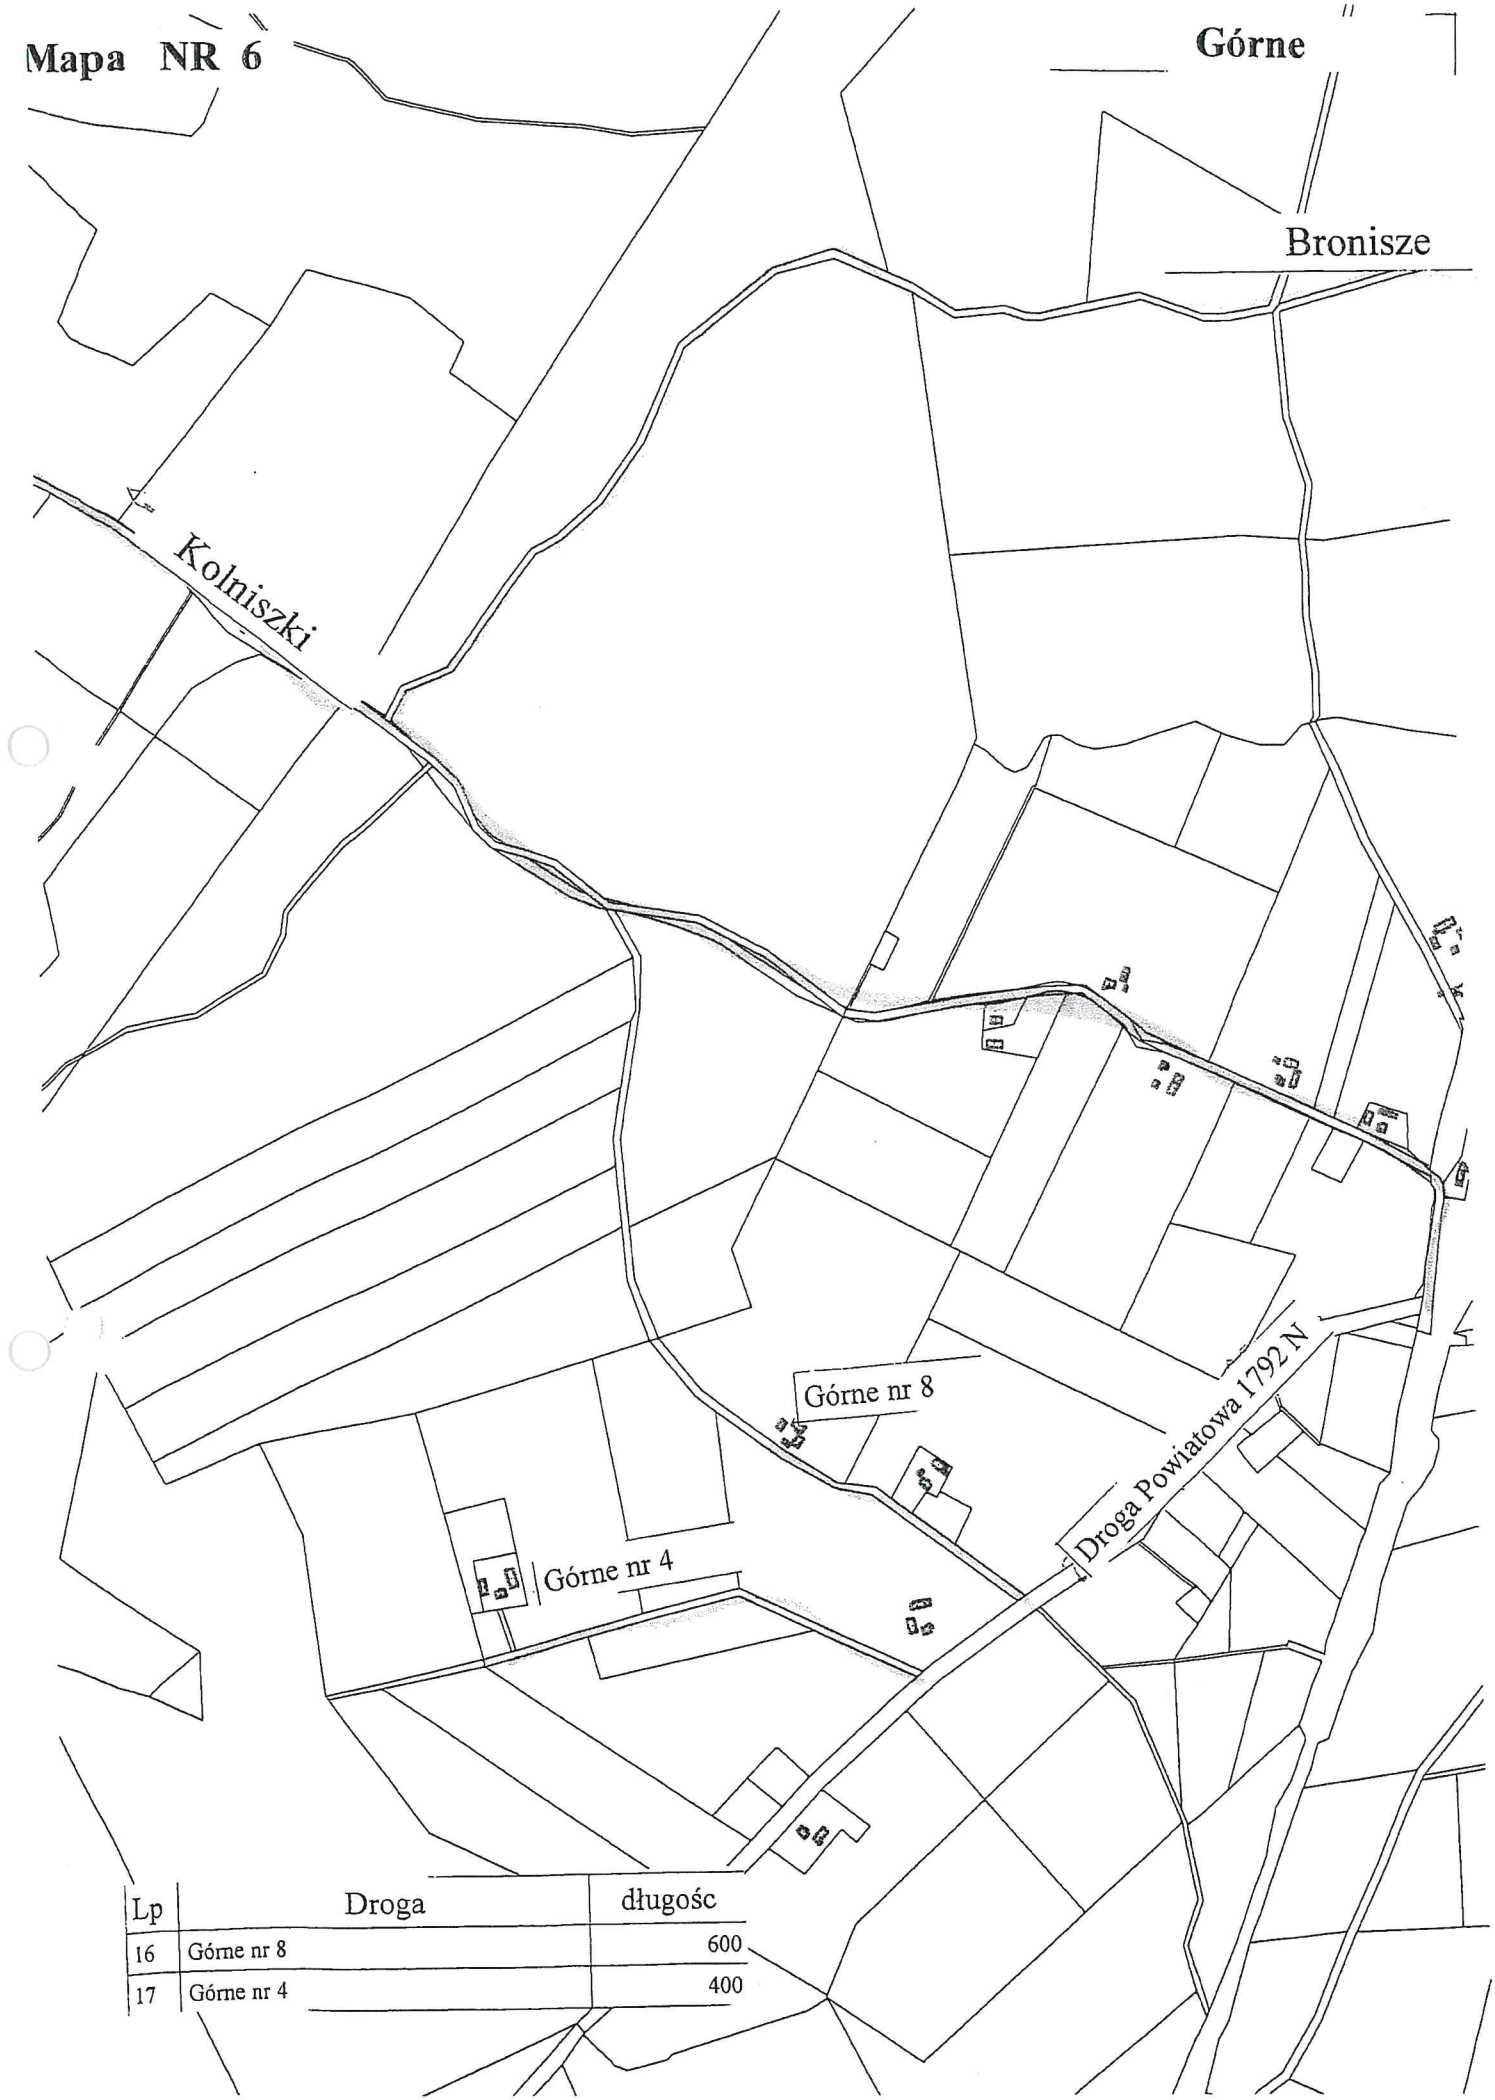 Mapa NR 6
Górne
Bronisze
Kolniszki
Górne nr 8
Droga Powiatowa 1792 N
Górne nr 4
Lp Droga długośc
16 Górne nr 8 600
17 Górne nr 4 400